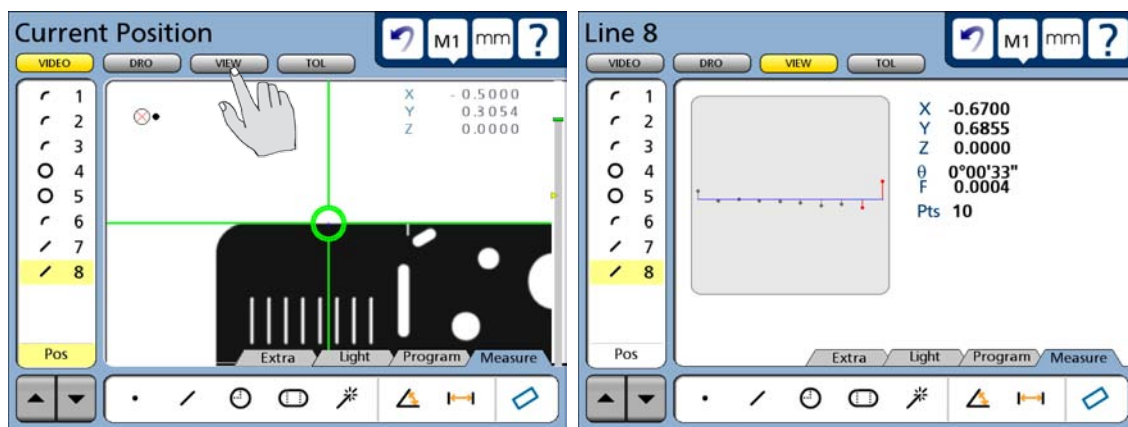 Current Position
M1 mm ?
VIDEO DRO VIEW TOL
1
2
3
4
5
6
7
8
Pos
X - 0.5000
Y 0.3054
Z 0.0000
Extra Light Program Measure
Line 8
M1 mm ?
VIDEO DRO VIEW TOL
1
2
3
4
5
6
7
8
Pos
X -0.6700
Y 0.6855
Z 0.0000
θ 0°00'33"
F 0.0004
Pts 10
Extra Light Program Measure